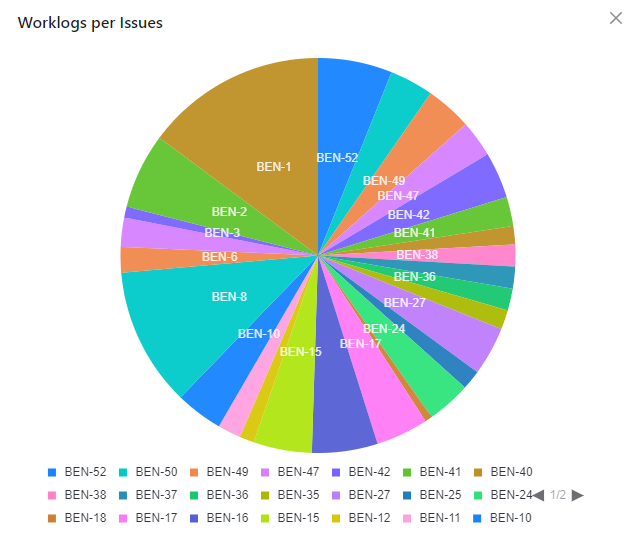 Worklogs per Issues
BEN-52
BEN-1
BEN-49
BEN-47
BEN-2
BEN-42
BEN-3
BEN-41
BEN-6
BEN-38
BEN-36
BEN-8
BEN-27
BEN-10
BEN-24
BEN-17
BEN-15
BEN-52 BEN-50 BEN-49 BEN-47 BEN-42 BEN-41 BEN-40
BEN-38 BEN-37 BEN-36 BEN-35 BEN-27 BEN-25 BEN-24 1/2
BEN-18 BEN-17 BEN-16 BEN-15 BEN-12 BEN-11 BEN-10